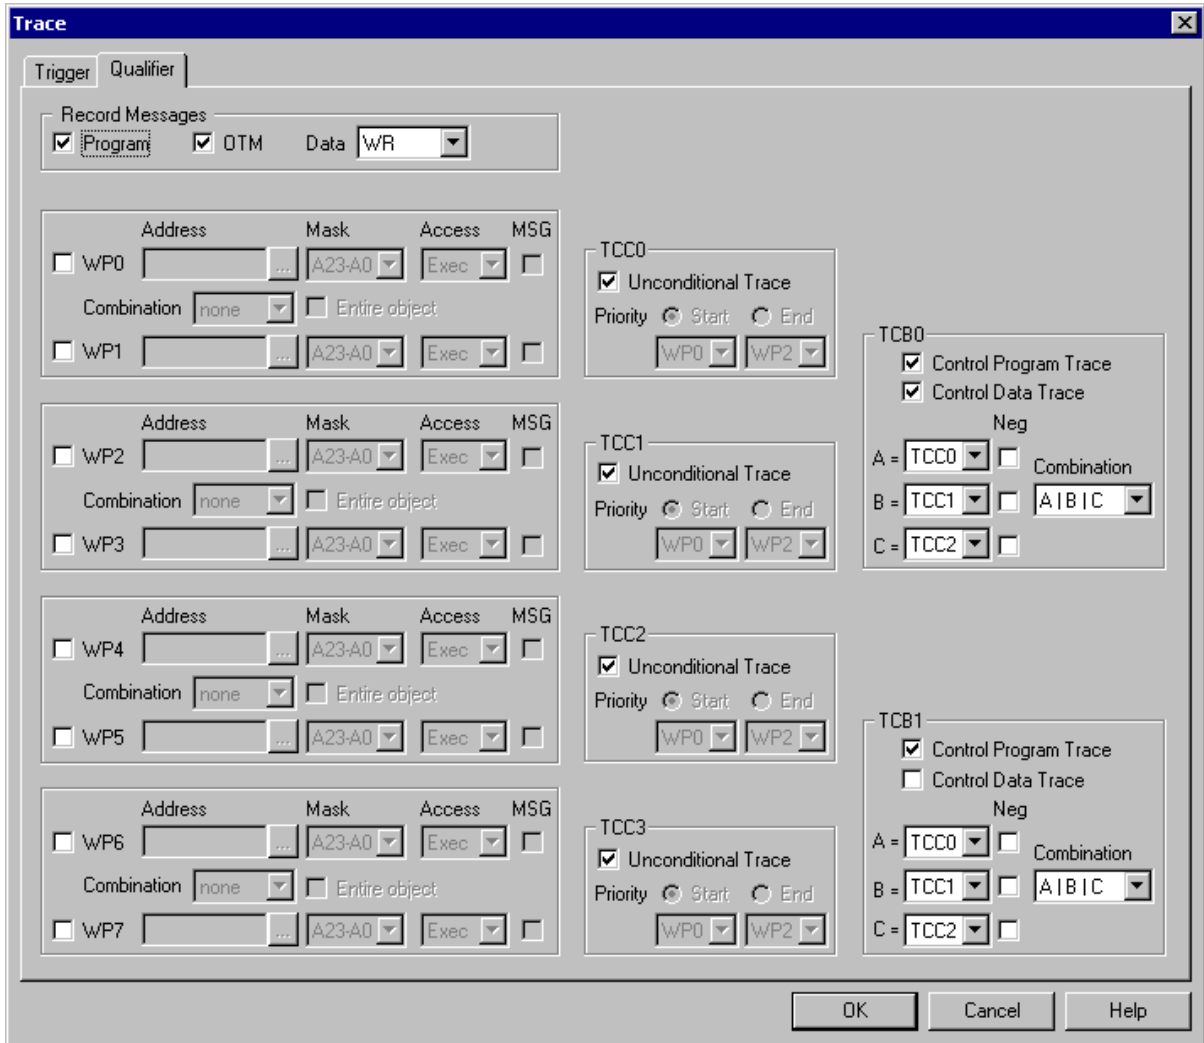 Trace
Trigger Qualifier
Record Messages
Program OTM Data WR
Address Mask Access MSG
WP0 ... A23-A0 Exec
Combination none Entire object
WP1 ... A23-A0 Exec
TCC0
Unconditional Trace
Priority Start End
WP0 WP2
Address Mask Access MSG
WP2 ... A23-A0 Exec
Combination none Entire object
WP3 ... A23-A0 Exec
TCC1
Unconditional Trace
Priority Start End
WP0 WP2
TCB0
Control Program Trace
Control Data Trace
Neg
A = TCC0
Combination
B = TCC1 A|B|C
C = TCC2
Address Mask Access MSG
WP4 ... A23-A0 Exec
Combination none Entire object
WP5 ... A23-A0 Exec
TCC2
Unconditional Trace
Priority Start End
WP0 WP2
Address Mask Access MSG
WP6 ... A23-A0 Exec
Combination none Entire object
WP7 ... A23-A0 Exec
TCC3
Unconditional Trace
Priority Start End
WP0 WP2
TCB1
Control Program Trace
Control Data Trace
Neg
A = TCC0
Combination
B = TCC1 A|B|C
C = TCC2
OK Cancel Help